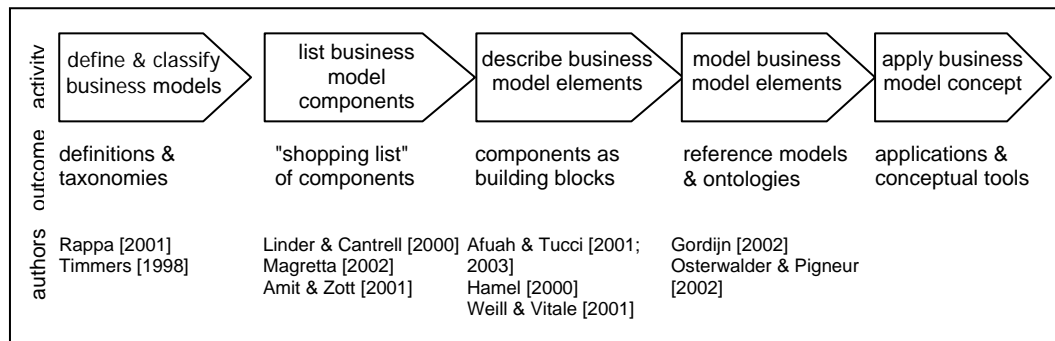 activity
define & classify
business models
list business
model
components
describe business
model elements
model business
model elements
apply business
model concept
outcome
definitions &
taxonomies
"shopping list"
of components
components as
building blocks
reference models
& ontologies
applications &
conceptual tools
authors
Rappa [2001]
Timmers [1998]
Linder & Cantrell [2000]
Magretta [2002]
Amit & Zott [2001]
Afuah & Tucci [2001;
2003]
Hamel [2000]
Weill & Vitale [2001]
Gordijn [2002]
Osterwalder & Pigneur
[2002]